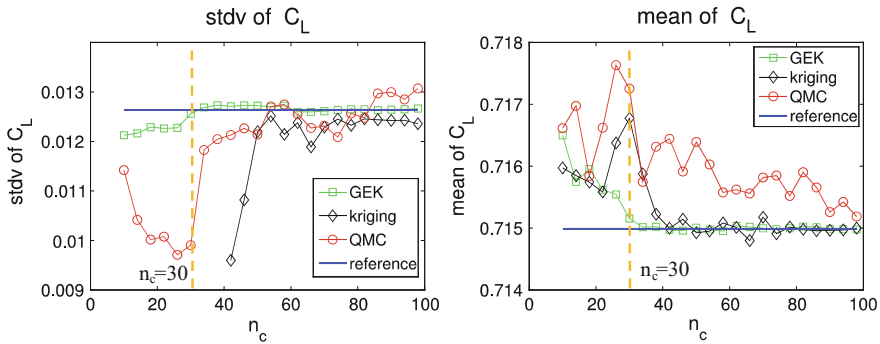 stdv of C_L
stdv of C_L
0.013
0.012
0.011
0.01
0.009
0
20
40
60
80
100
n_c
n_c=30
GEK
kriging
QMC
reference
mean of C_L
mean of C_L
0.718
0.717
0.716
0.715
0.714
0
20
40
60
80
100
n_c
n_c=30
GEK
kriging
QMC
reference